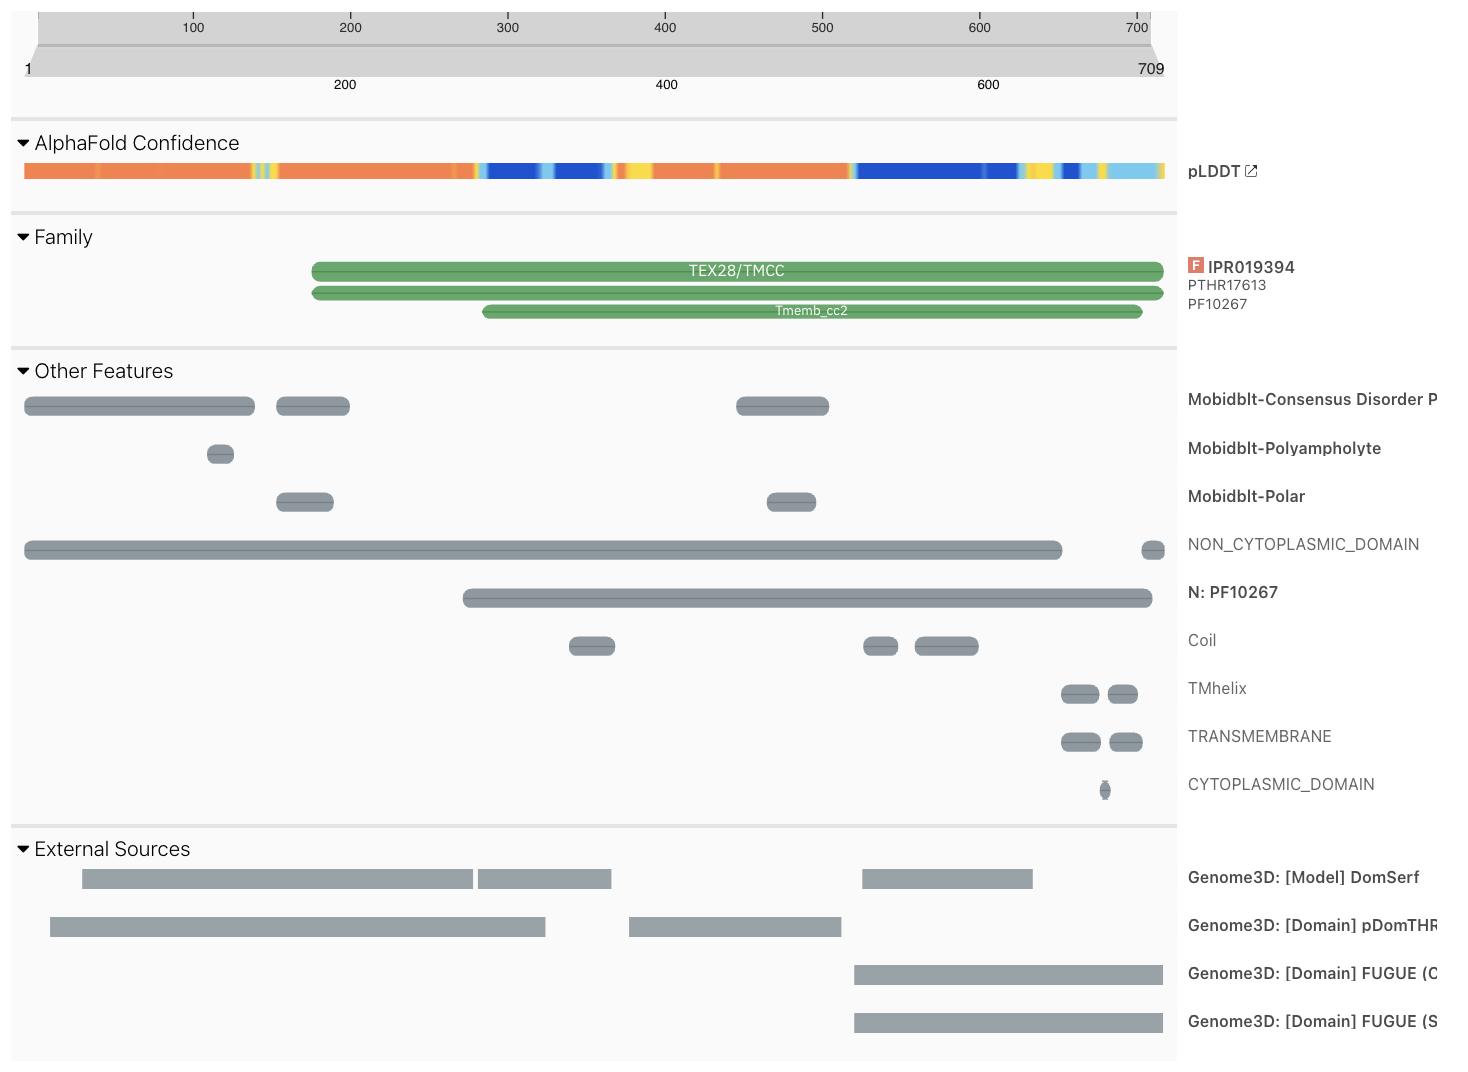 100 200 300 400 500 600 700
1 709
200 400 600
AlphaFold Confidence
pLDDT
Family
TEX28/TMCC
F IPR019394
PTHR17613
Tmemb_cc2
PF10267
Other Features
Mobidblt-Consensus Disorder P
Mobidblt-Polyampholyte
Mobidblt-Polar
NON_CYTOPLASMIC_DOMAIN
N: PF10267
Coil
TMhelix
TRANSMEMBRANE
CYTOPLASMIC_DOMAIN
External Sources
Genome3D: [Model] DomSerf
Genome3D: [Domain] pDomTHR
Genome3D: [Domain] FUGUE (C
Genome3D: [Domain] FUGUE (S